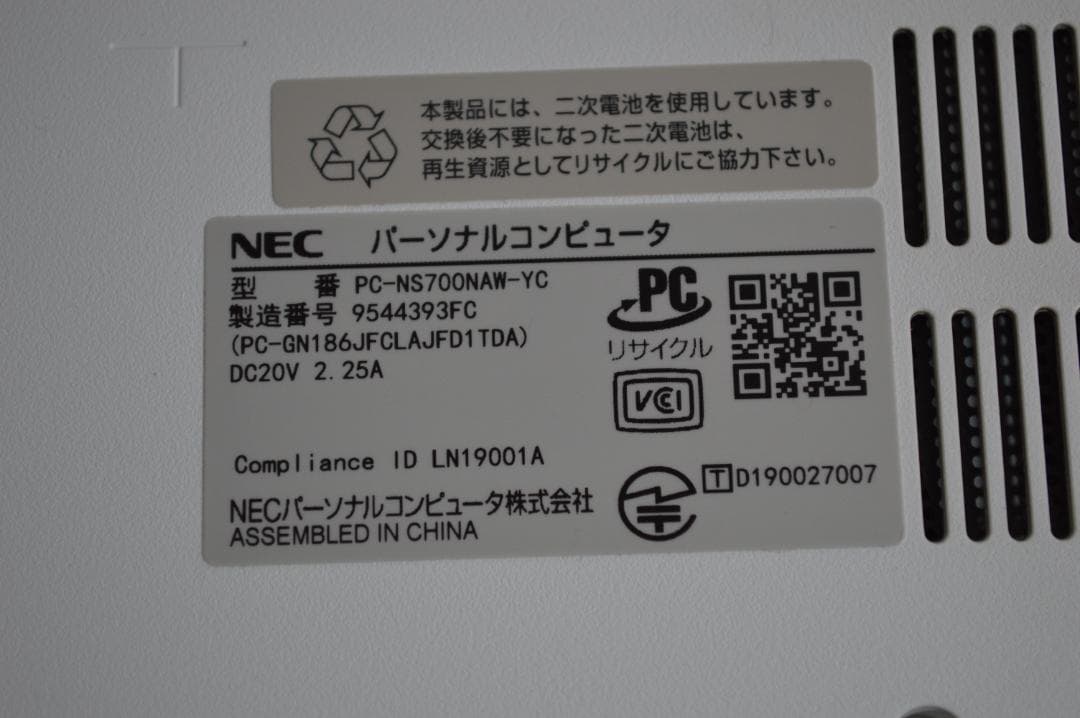 本製品には、二次電池を使用しています。
交換後不要になった二次電池は、
再生資源としてリサイクルにご協力下さい。
NEC パーソナルコンピュータ
型 番 PC-NS700NAW-YC
製造番号 9544393FC
(PC-GN186JFCLAJFD1TDA)
DC20V 2.25A
PC
リサイクル
VCCI
Compliance ID LN19001A
T D190027007
NECパーソナルコンピュータ株式会社
ASSEMBLED IN CHINA